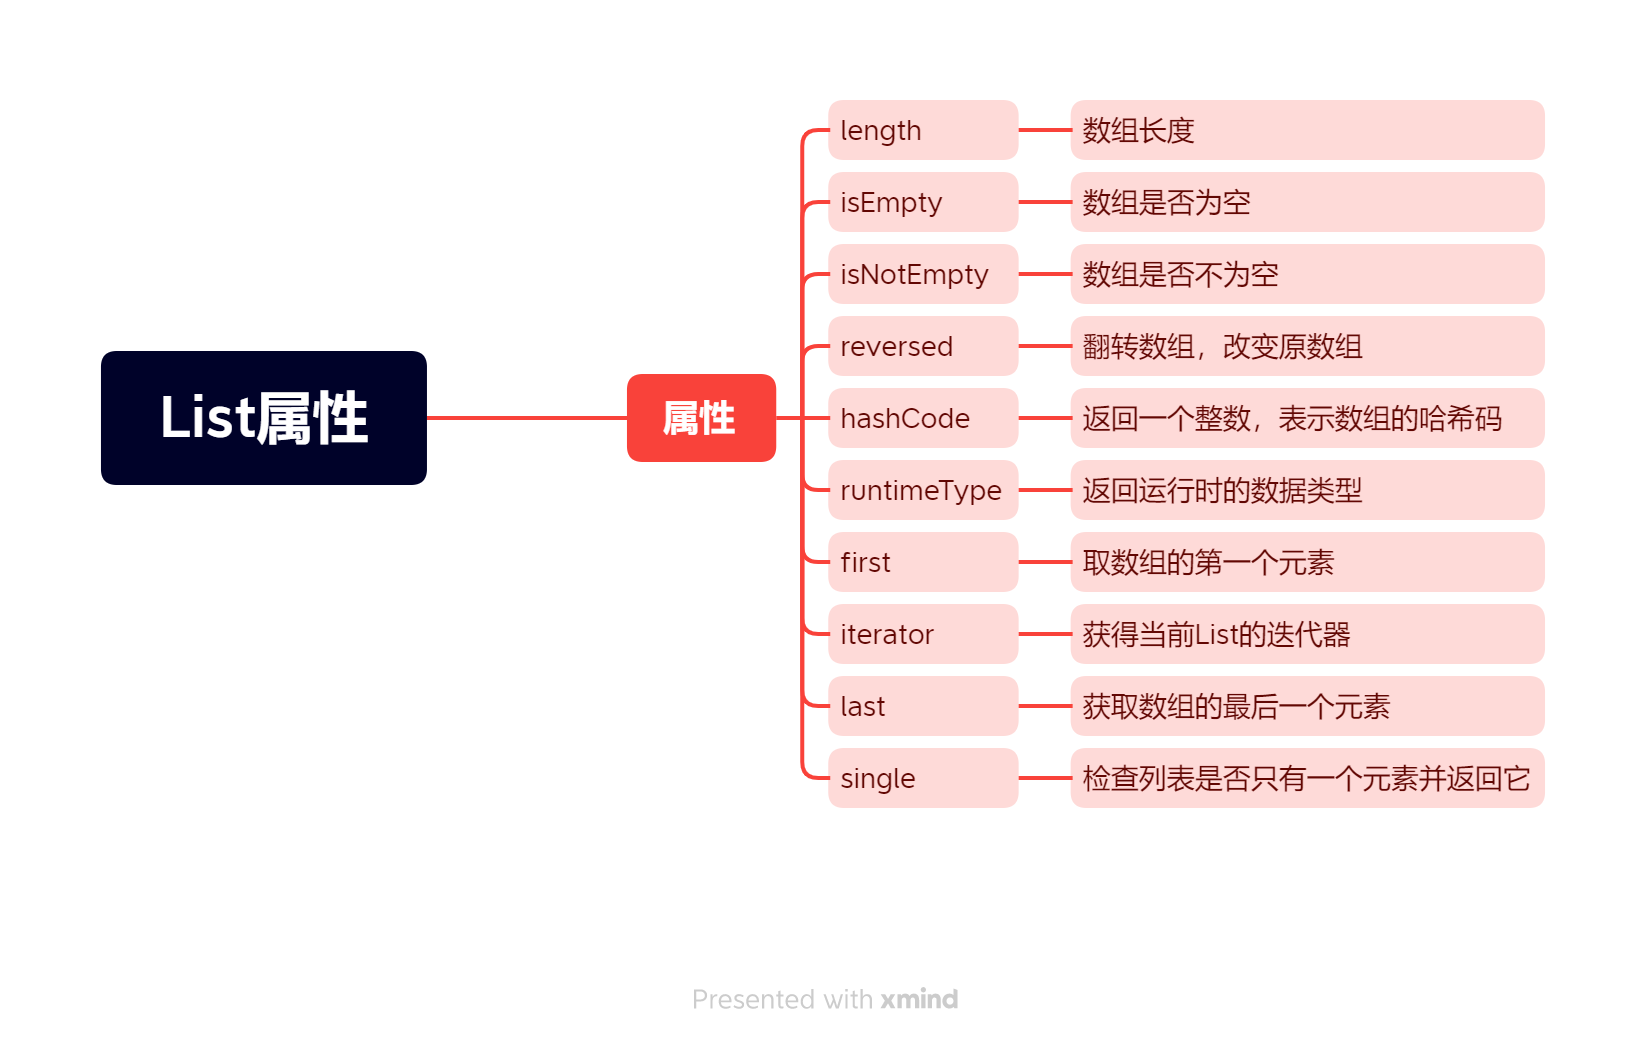 List属性
属性
length
数组长度
isEmpty
数组是否为空
isNotEmpty
数组是否不为空
reversed
翻转数组，改变原数组
hashCode
返回一个整数，表示数组的哈希码
runtimeType
返回运行时的数据类型
first
取数组的第一个元素
iterator
获得当前List的迭代器
last
获取数组的最后一个元素
single
检查列表是否只有一个元素并返回它
Presented with xmind